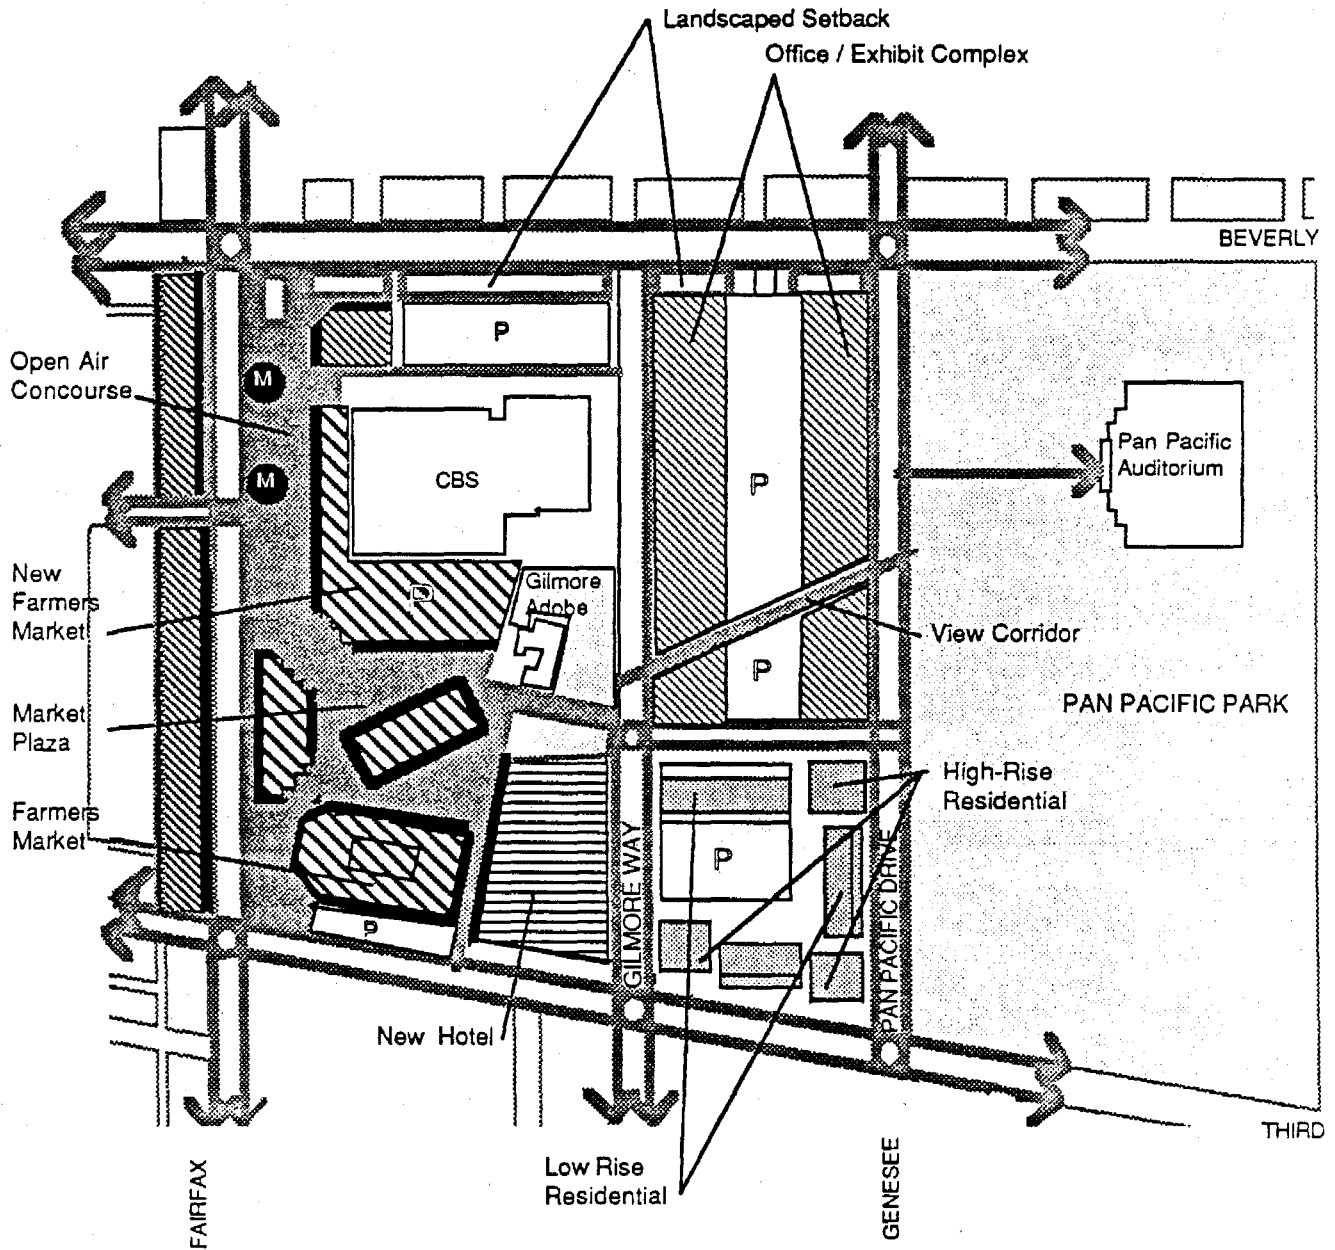 Landscaped Setback
Office / Exhibit Complex
BEVERLY
P
Open Air
Concourse
M
Pan Pacific
Auditorium
CBS
P
M
New
Farmers
Market
P
Gilmore
Adobe
View Corridor
P
PAN PACIFIC PARK
Market
Plaza
High-Rise
Residential
Farmers
Market
P
GILMORE WAY
PAN PACIFIC DRIVE
P
New Hotel
THIRD
Low Rise
Residential
FAIRFAX
GENESEE